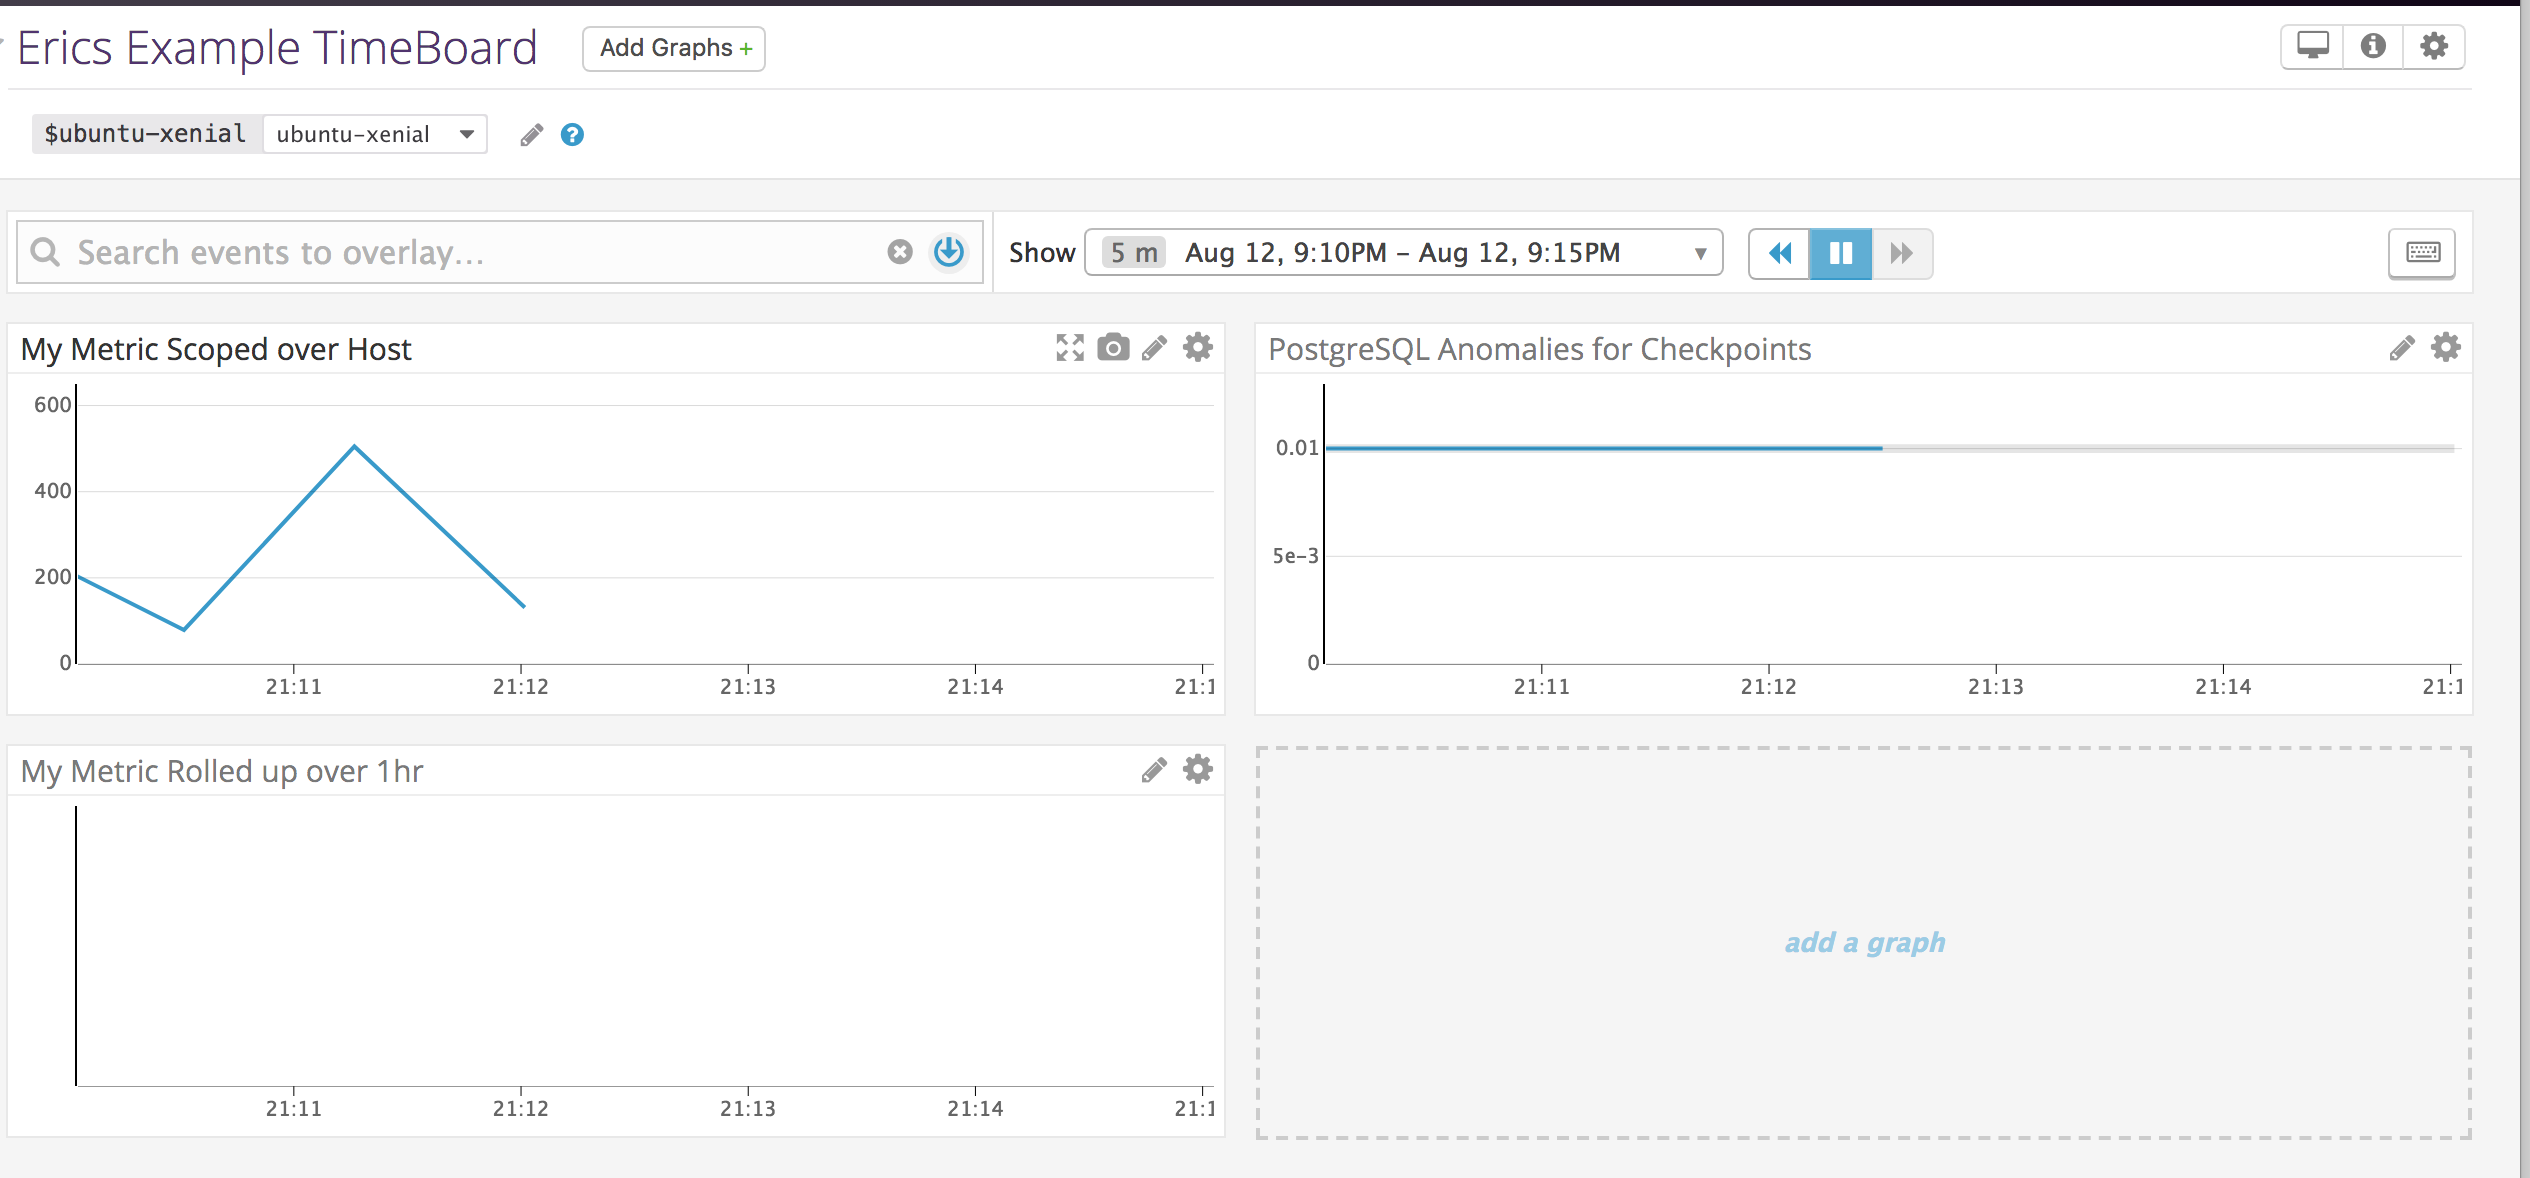 Erics Example TimeBoard
Add Graphs +
$ubuntu-xenial ubuntu-xenial
Search events to overlay...
Show 5 m Aug 12, 9:10PM – Aug 12, 9:15PM
My Metric Scoped over Host
600
400
200
0
21:11 21:12 21:13 21:14 21:1
PostgreSQL Anomalies for Checkpoints
0.01
5e-3
0
21:11 21:12 21:13 21:14 21:1
My Metric Rolled up over 1hr
21:11 21:12 21:13 21:14 21:1
add a graph